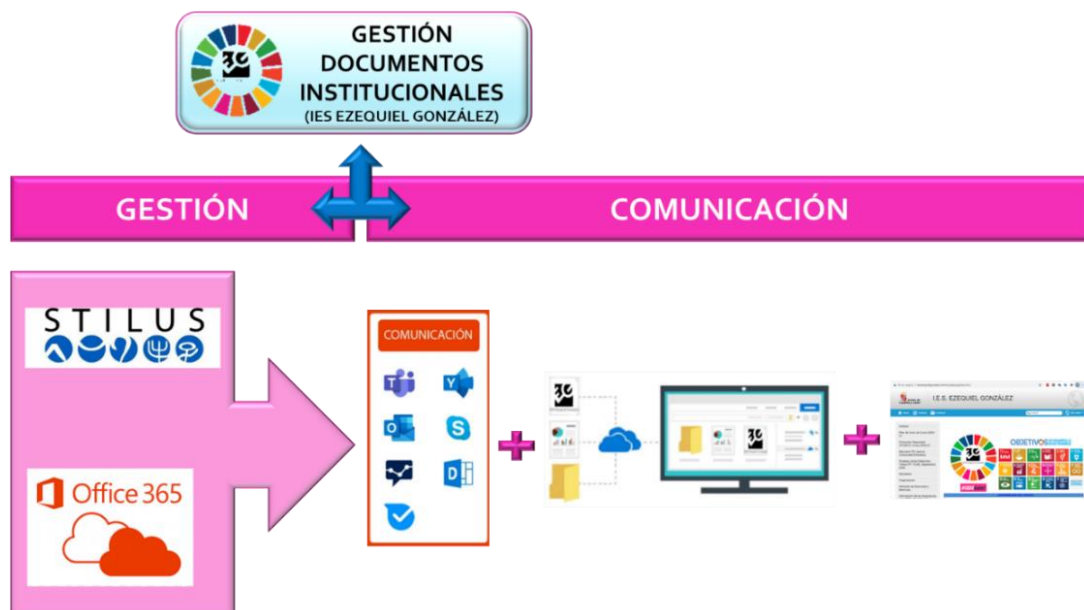 GESTIÓN
DOCUMENTOS
INSTITUCIONALES
(IES EZEQUIEL GONZÁLEZ)
GESTIÓN
COMUNICACIÓN
STILUS
Office 365
COMUNICACIÓN
I.E.S. EZEQUIEL GONZÁLEZ
OBJETIVOS